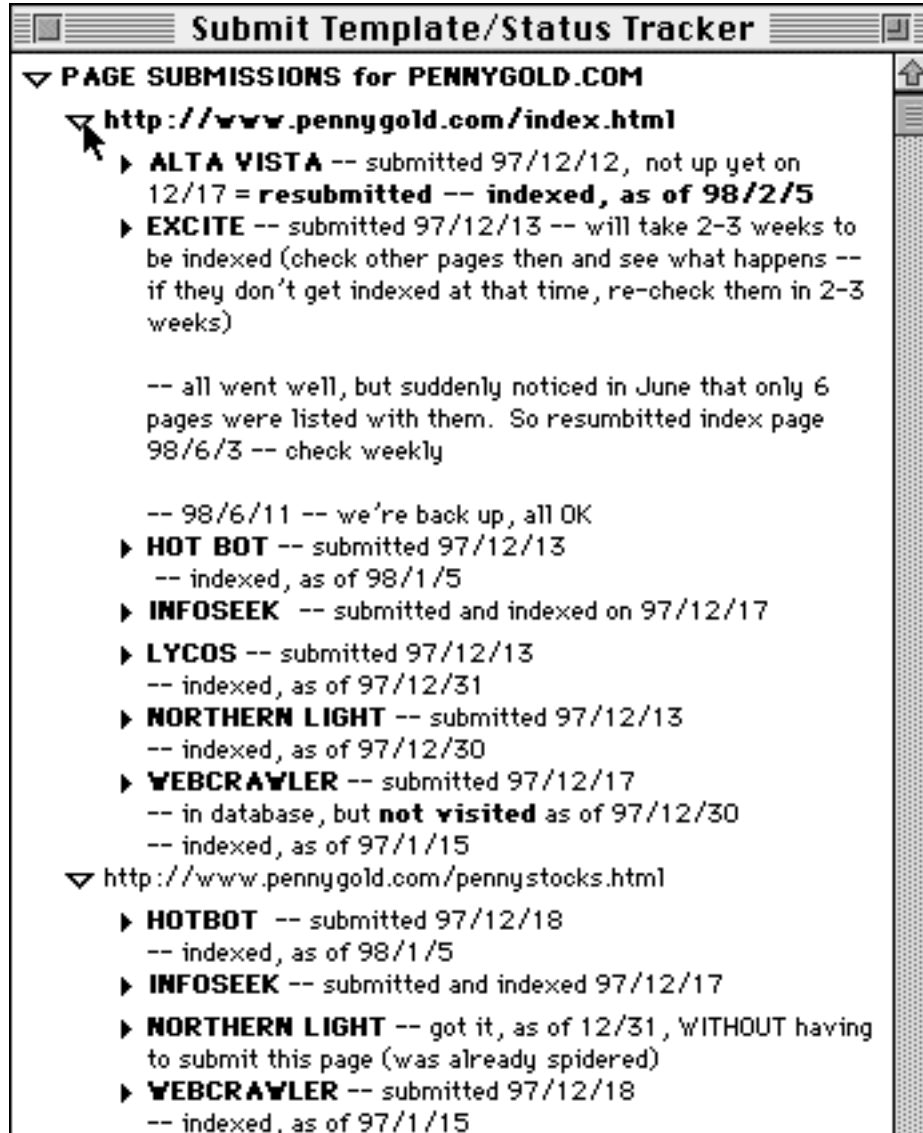 Submit Template/Status Tracker
PAGE SUBMISSIONS for PENNYGOLD.COM
http://www.pennygold.com/index.html
ALTA VISTA -- submitted 97/12/12, not up yet on
12/17 = resubmitted -- indexed, as of 98/2/5
EXCITE -- submitted 97/12/13 -- will take 2-3 weeks to
be indexed (check other pages then and see what happens --
if they don't get indexed at that time, re-check them in 2-3
weeks)
-- all went well, but suddenly noticed in June that only 6
pages were listed with them.  So resumbitted index page
98/6/3 -- check weekly
-- 98/6/11 -- we're back up, all OK
HOT BOT -- submitted 97/12/13
-- indexed, as of 98/1/5
INFOSEEK -- submitted and indexed on 97/12/17
LYCOS -- submitted 97/12/13
-- indexed, as of 97/12/31
NORTHERN LIGHT -- submitted 97/12/13
-- indexed, as of 97/12/30
WEBCRAWLER -- submitted 97/12/17
-- in database, but not visited as of 97/12/30
-- indexed, as of 97/1/15
http://www.pennygold.com/pennystocks.html
HOTBOT -- submitted 97/12/18
-- indexed, as of 98/1/5
INFOSEEK -- submitted and indexed 97/12/17
NORTHERN LIGHT -- got it, as of 12/31, WITHOUT having
to submit this page (was already spidered)
WEBCRAWLER -- submitted 97/12/18
-- indexed, as of 97/1/15